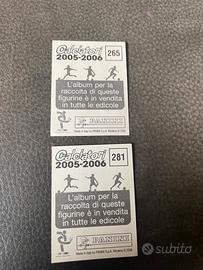 Calciatori
2005-2006
265
L'album per la
raccolta di queste
figurine è in vendita
in tutte le edicole
PANINI
Calciatori
2005-2006
281
L'album per la
raccolta di queste
figurine è in vendita
in tutte le edicole
PANINI
subito